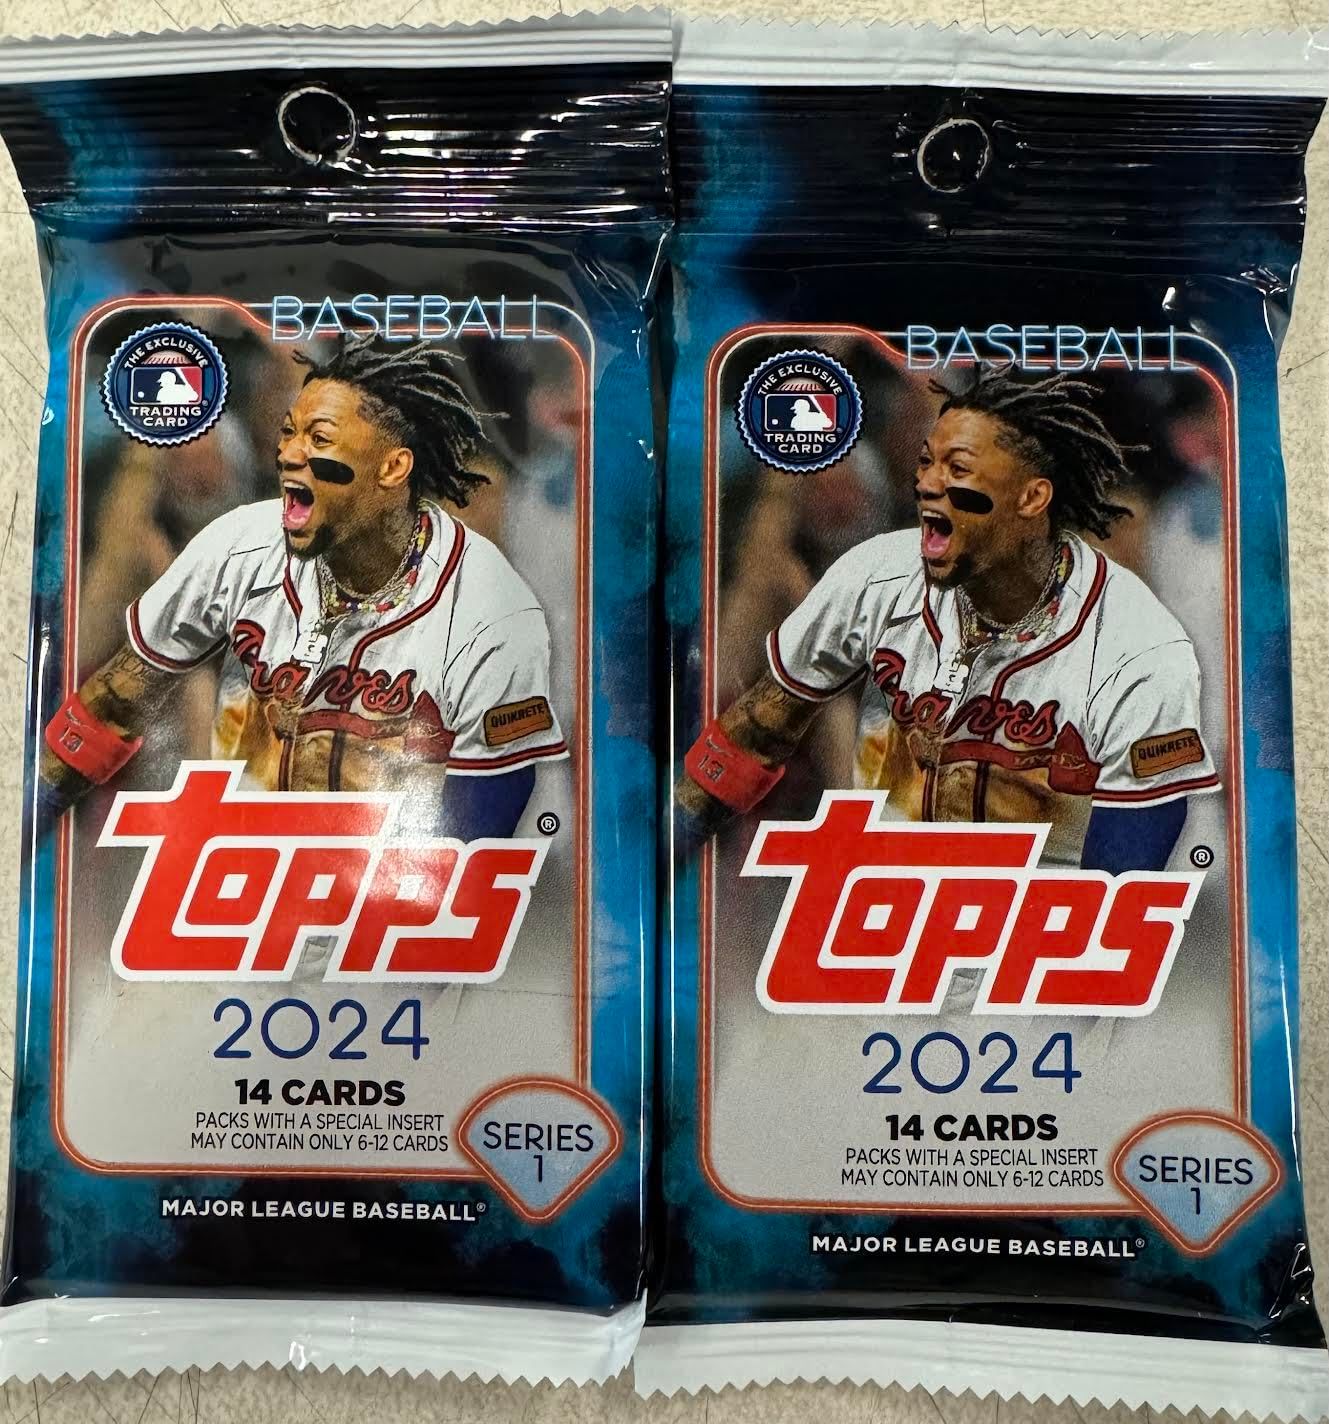 BASEBALL
THE EXCLUSIVE
TRADING
CARD
Braves
QUIKRETE
13
TOPPS®
2024
14 CARDS
PACKS WITH A SPECIAL INSERT
MAY CONTAIN ONLY 6-12 CARDS
SERIES
1
MAJOR LEAGUE BASEBALL®
BASEBALL
THE EXCLUSIVE
TRADING
CARD
Braves
QUIKRETE
13
TOPPS®
2024
14 CARDS
PACKS WITH A SPECIAL INSERT
MAY CONTAIN ONLY 6-12 CARDS
SERIES
1
MAJOR LEAGUE BASEBALL®